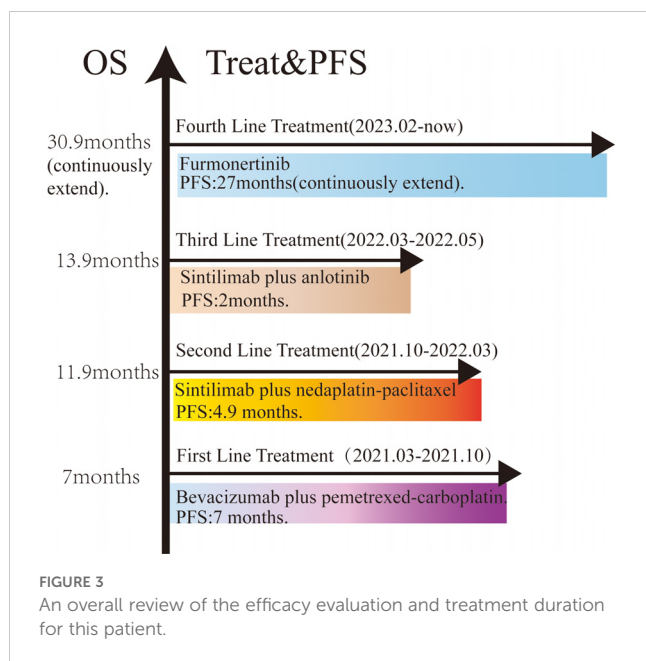 OS Treat&PFS
Fourth Line Treatment(2023.02-now)
30.9months
(continuously
extend).
Furmonertinib
PFS:27months(continuously extend).
Third Line Treatment(2022.03-2022.05)
13.9months
Sintilimab plus anlotinib
PFS:2months.
Second Line Treatment(2021.10-2022.03)
11.9months
Sintilimab plus nedaplatin-paclitaxel
PFS:4.9 months.
First Line Treatment（2021.03-2021.10）
7months
Bevacizumab plus pemetrexed-carboplatin.
PFS:7 months.
FIGURE 3
An overall review of the efficacy evaluation and treatment duration
for this patient.